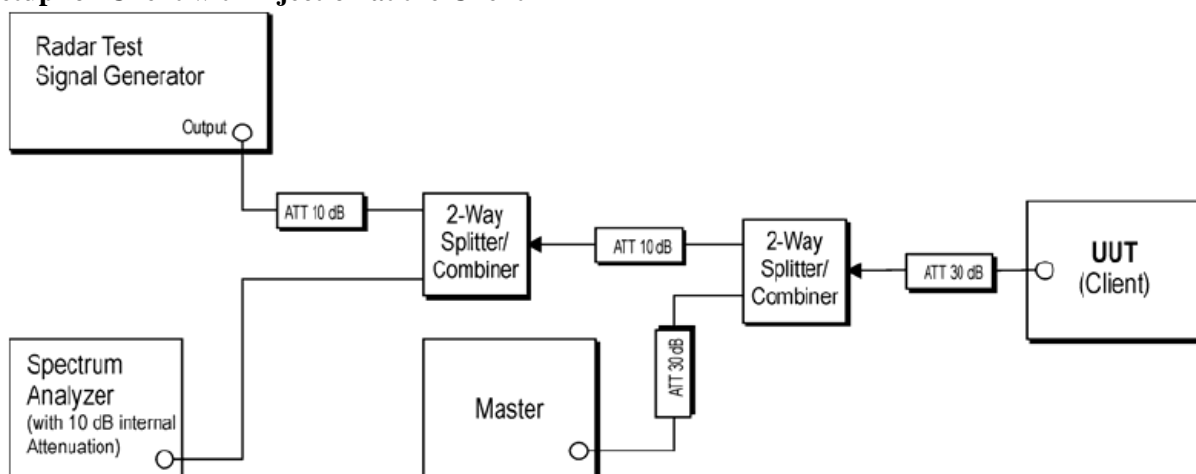 Radar Test
Signal Generator
Output
ATT 10 dB
2-Way
Splitter/
Combiner
ATT 10 dB
2-Way
Splitter/
Combiner
ATT 30 dB
UUT
(Client)
Spectrum
Analyzer
(with 10 dB internal
Attenuation)
Master
ATT 30 dB